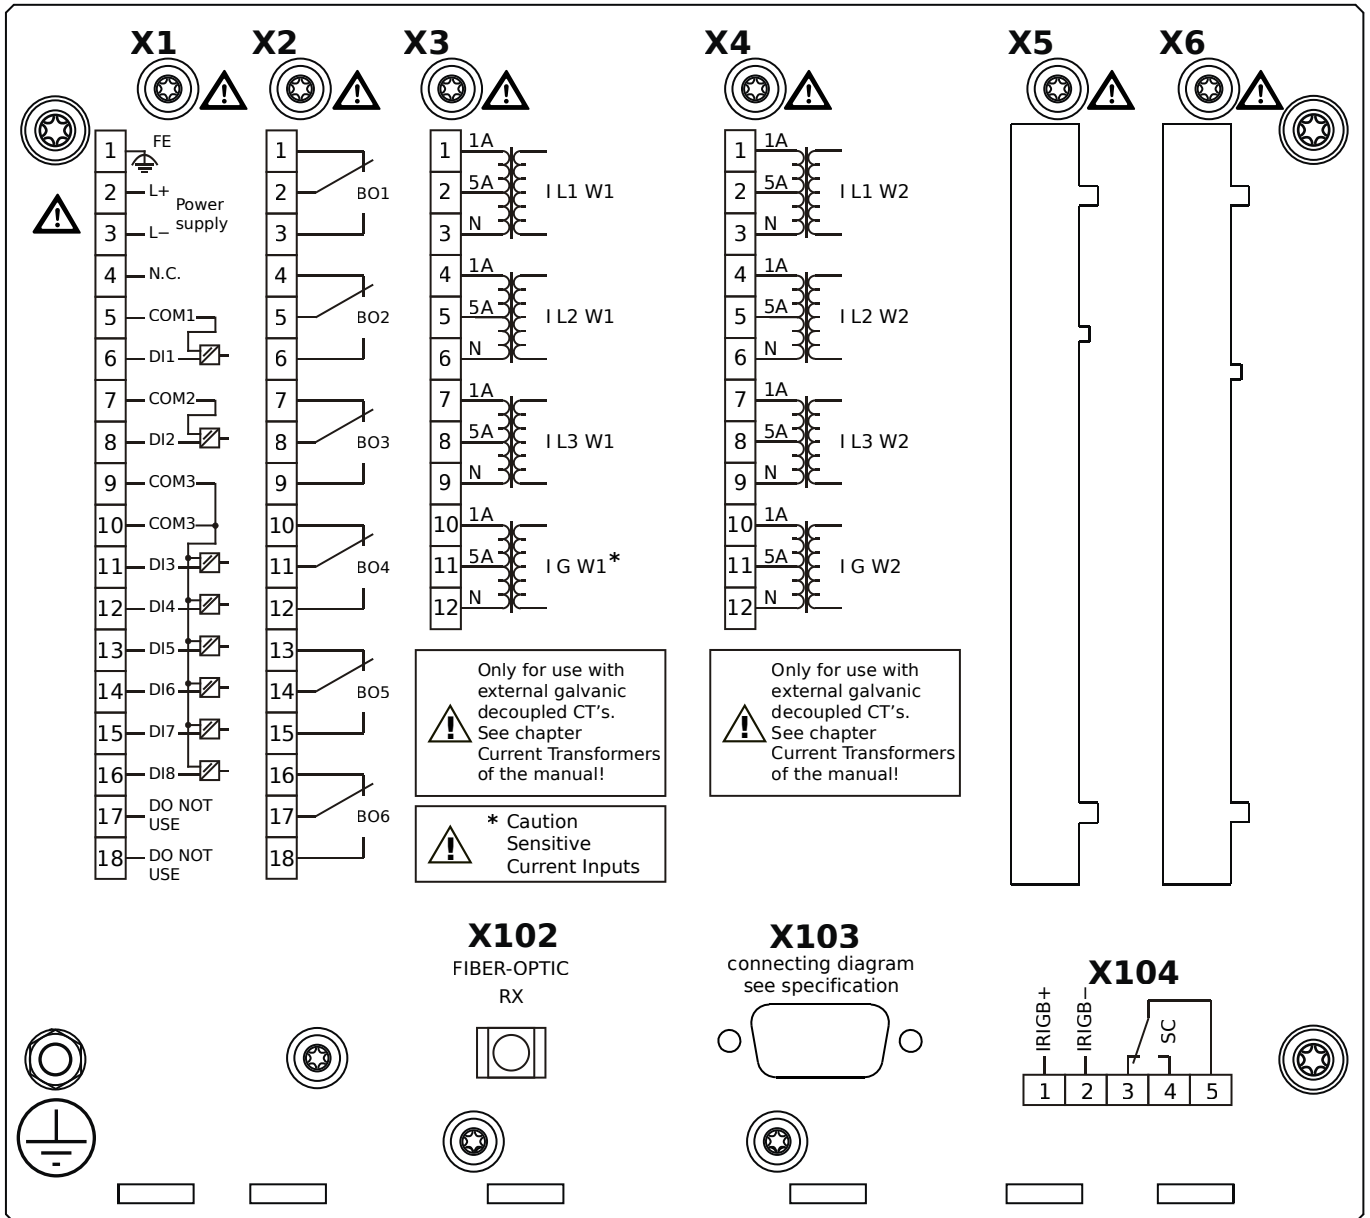 X1 X2 X3 X4 X5 X6
1 FE
2 L+
Power
supply
3 L−
4 N.C.
5 COM1
6 DI1
7 COM2
8 DI2
9 COM3
10 COM3
11 DI3
12 DI4
13 DI5
14 DI6
15 DI7
16 DI8
17 DO NOT
USE
18 DO NOT
USE
1
2 BO1
3
4
5 BO2
6
7
8 BO3
9
10
11 BO4
12
13
14 BO5
15
16
17 BO6
18
1 1A
2 5A I L1 W1
3 N
4 1A
5 5A I L2 W1
6 N
7 1A
8 5A I L3 W1
9 N
10 1A
11 5A I G W1*
12 N
Only for use with
external galvanic
decoupled CT's.
See chapter
Current Transformers
of the manual!
* Caution
Sensitive
Current Inputs
1 1A
2 5A I L1 W2
3 N
4 1A
5 5A I L2 W2
6 N
7 1A
8 5A I L3 W2
9 N
10 1A
11 5A I G W2
12 N
Only for use with
external galvanic
decoupled CT's.
See chapter
Current Transformers
of the manual!
X102
FIBER-OPTIC
RX
X103
connecting diagram
see specification
X104
IRIGB+
IRIGB−
SC
1 2 3 4 5